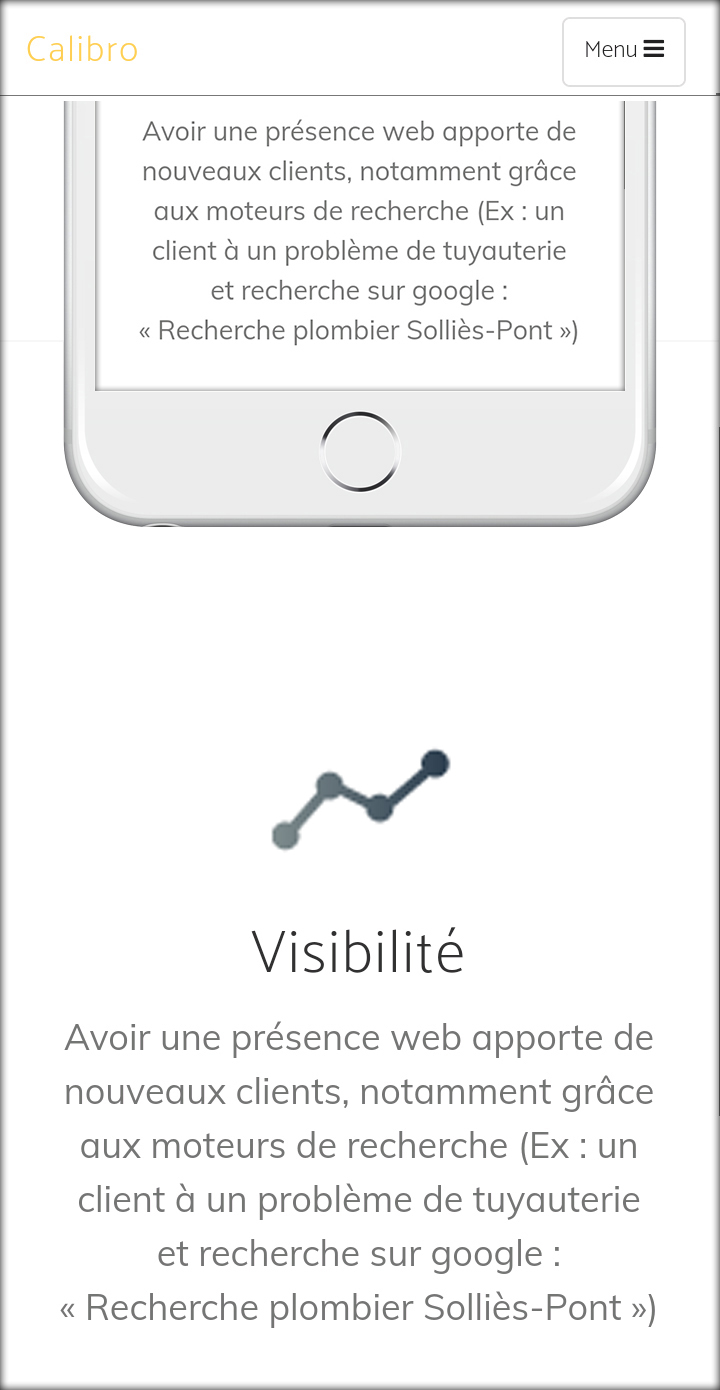 Calibro
Menu
Avoir une présence web apporte de
nouveaux clients, notamment grâce
aux moteurs de recherche (Ex : un
client à un problème de tuyauterie
et recherche sur google :
« Recherche plombier Solliès-Pont »)
Visibilité
Avoir une présence web apporte de
nouveaux clients, notamment grâce
aux moteurs de recherche (Ex : un
client à un problème de tuyauterie
et recherche sur google :
« Recherche plombier Solliès-Pont »)